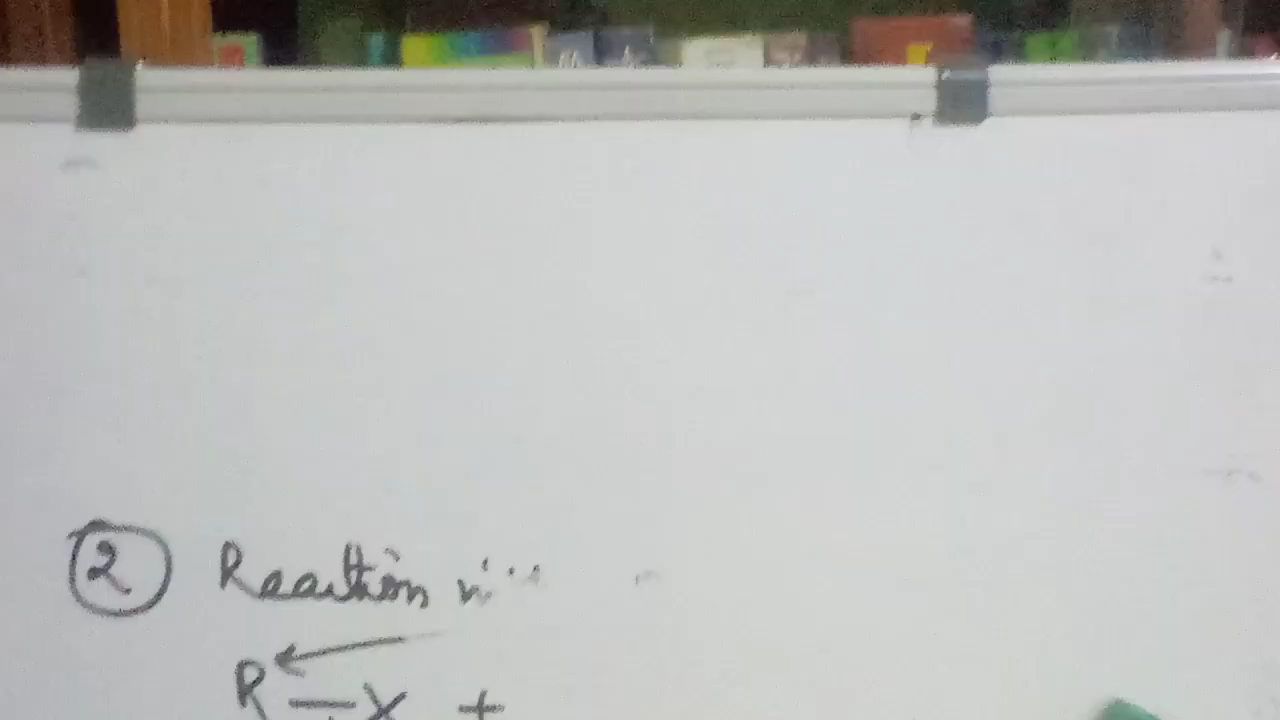 ② Reaction
R – X +